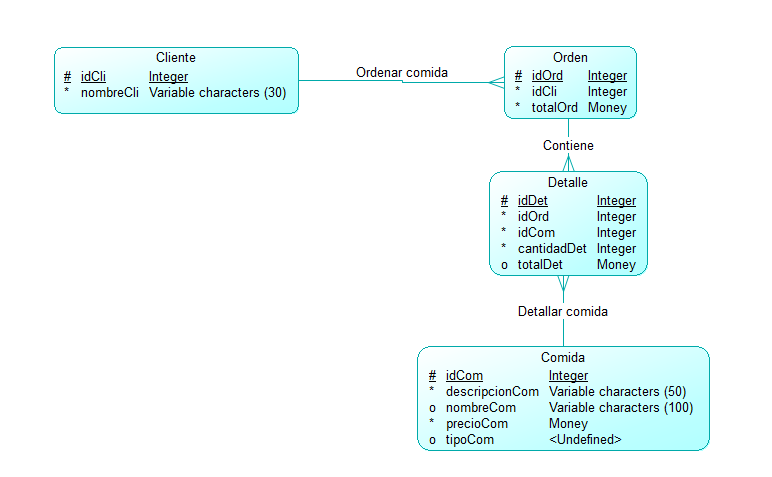 Cliente
# idCli Integer
* nombreCli Variable characters (30)
Ordenar comida
Orden
# idOrd Integer
* idCli Integer
* totalOrd Money
Contiene
Detalle
# idDet Integer
* idOrd Integer
* idCom Integer
* cantidadDet Integer
o totalDet Money
Detallar comida
Comida
# idCom Integer
* descripcionCom Variable characters (50)
o nombreCom Variable characters (100)
* precioCom Money
o tipoCom <Undefined>